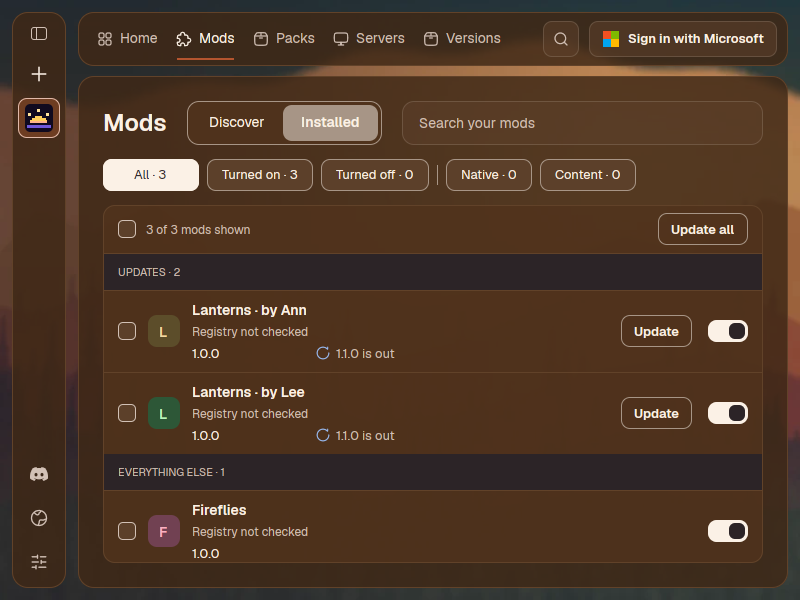 Home
Mods
Packs
Servers
Versions
Sign in with Microsoft
Mods
Discover
Installed
Search your mods
All · 3
Turned on · 3
Turned off · 0
Native · 0
Content · 0
3 of 3 mods shown
Update all
UPDATES · 2
L
Lanterns · by Ann
Registry not checked
1.0.0
1.1.0 is out
Update
L
Lanterns · by Lee
Registry not checked
1.0.0
1.1.0 is out
Update
EVERYTHING ELSE · 1
F
Fireflies
Registry not checked
1.0.0